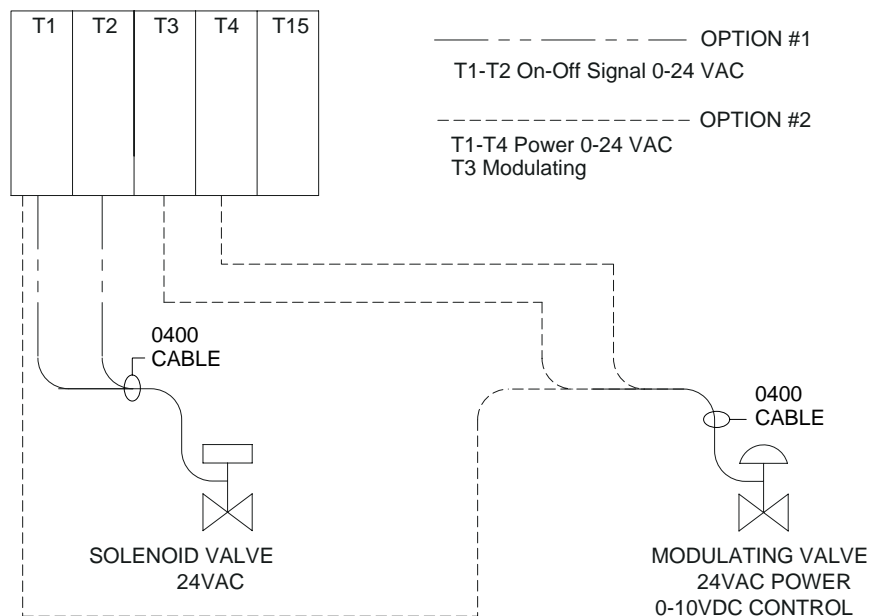 T1 T2 T3 T4 T15
OPTION #1
T1-T2 On-Off Signal 0-24 VAC
OPTION #2
T1-T4 Power 0-24 VAC
T3 Modulating
0400
CABLE
0400
CABLE
SOLENOID VALVE
24VAC
MODULATING VALVE
24VAC POWER
0-10VDC CONTROL